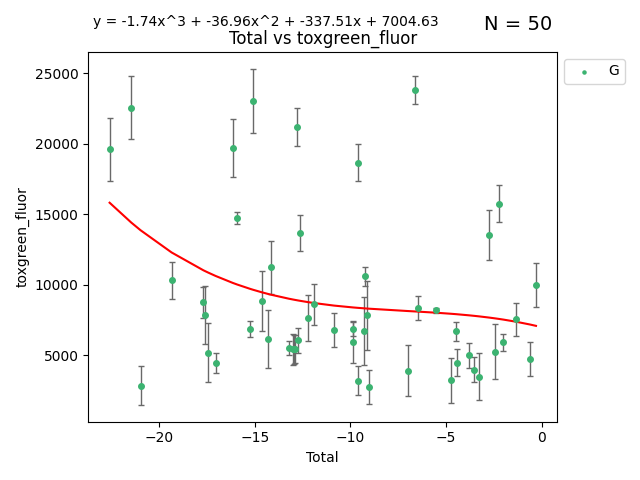 y = -1.74x^3 + -36.96x^2 + -337.51x + 7004.63
N = 50
Total vs toxgreen_fluor
G
25000
20000
15000
10000
5000
toxgreen_fluor
−20 −15 −10 −5 0
Total